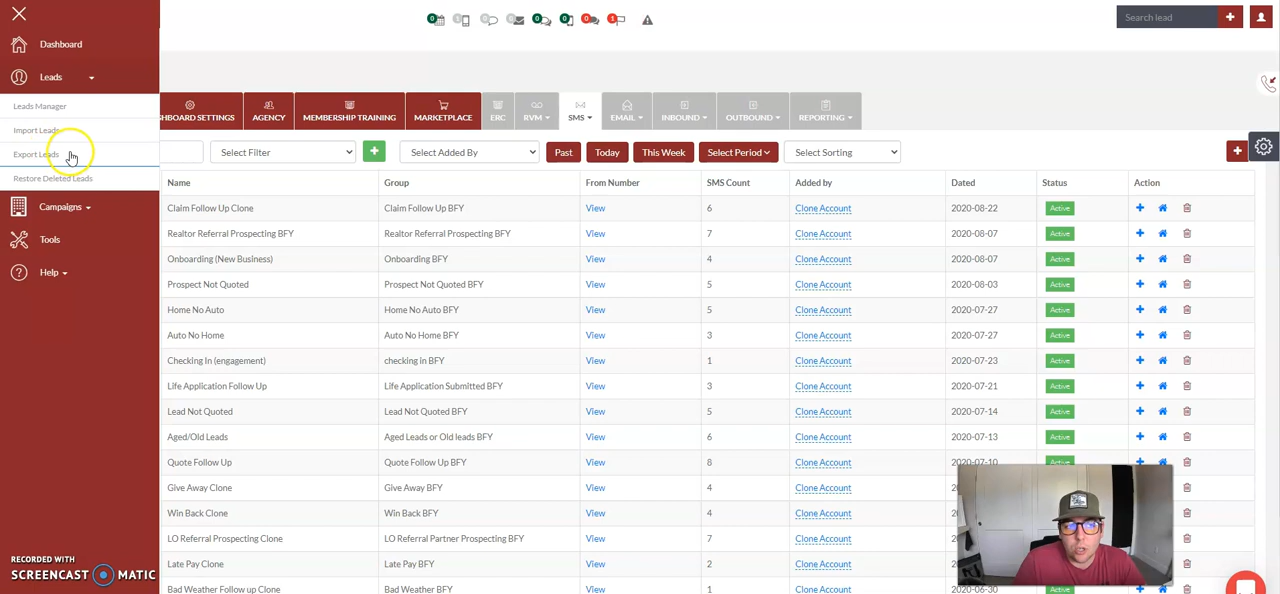 0 1 0 0 0 0 0 1
Search lead
Dashboard
Leads
Leads Manager
Import Leads
Export Leads
Restore Deleted Leads
Campaigns
Tools
Help
HBOARD SETTINGS AGENCY MEMBERSHIP TRAINING MARKETPLACE ERC RVM SMS EMAIL INBOUND OUTBOUND REPORTING
Select Filter Select Added By Past Today This Week Select Period Select Sorting
Name Group From Number SMS Count Added by Dated Status Action
Claim Follow Up Clone Claim Follow Up BFY View 6 Clone Account 2020-08-22 Active
Realtor Referral Prospecting BFY Realtor Referral Prospecting BFY View 7 Clone Account 2020-08-07 Active
Onboarding (New Business) Onboarding BFY View 4 Clone Account 2020-08-07 Active
Prospect Not Quoted Prospect Not Quoted BFY View 5 Clone Account 2020-08-03 Active
Home No Auto Home No Auto BFY View 5 Clone Account 2020-07-27 Active
Auto No Home Auto No Home BFY View 3 Clone Account 2020-07-27 Active
Checking In (engagement) checking in BFY View 1 Clone Account 2020-07-23 Active
Life Application Follow Up Life Application Submitted BFY View 3 Clone Account 2020-07-21 Active
Lead Not Quoted Lead Not Quoted BFY View 5 Clone Account 2020-07-14 Active
Aged/Old Leads Aged Leads or Old leads BFY View 6 Clone Account 2020-07-13 Active
Quote Follow Up Quote Follow Up BFY View 8 Clone Account 2020-07-10 Active
Give Away Clone Give Away BFY View 4 Clone Account
Win Back Clone Win Back BFY View 4 Clone Account
LO Referral Prospecting Clone LO Referral Partner Prospecting BFY View 7 Clone Account
Late Pay Clone Late Pay BFY View 2 Clone Account
Bad Weather Follow up Clone Bad Weather BFY View 1 Clone Account 2020-06-30 Active
RECORDED WITH
SCREENCAST MATIC